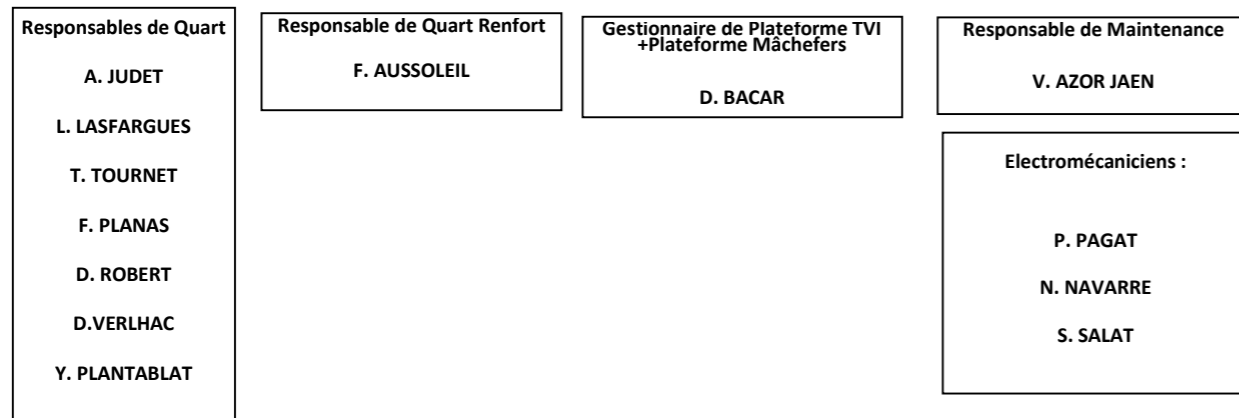 Responsables de Quart
A. JUDET
L. LASFARGUES
T. TOURNET
F. PLANAS
D. ROBERT
D.VERLHAC
Y. PLANTABLAT
Responsable de Quart Renfort
F. AUSSOLEIL
Gestionnaire de Plateforme TVI
+Plateforme Mâchefers
D. BACAR
Responsable de Maintenance
V. AZOR JAEN
Electromécaniciens :
P. PAGAT
N. NAVARRE
S. SALAT